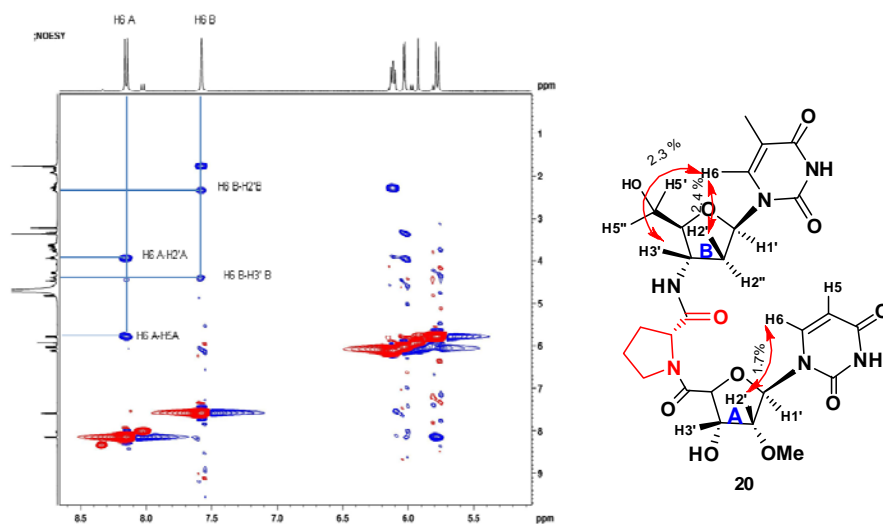 H6 A
H6 B
;NOESY
ppm
1
2
3
4
5
6
7
8
9
8.5
8.0
7.5
6.5
6.0
5.5
ppm
H6 B-H2'B
H6 A-H2'A
H6 B-H3' B
H6 A-H5A
2.3 %
2.4 %
H6
O
NH
N
O
HO
H5'
H5"
O
H2'
H1'
H3'
B
H2"
HN
O
H5
H6
O
N
1.7%
O
N
NH
O
O
H2'
H1'
H3'
A
HO
OMe
20